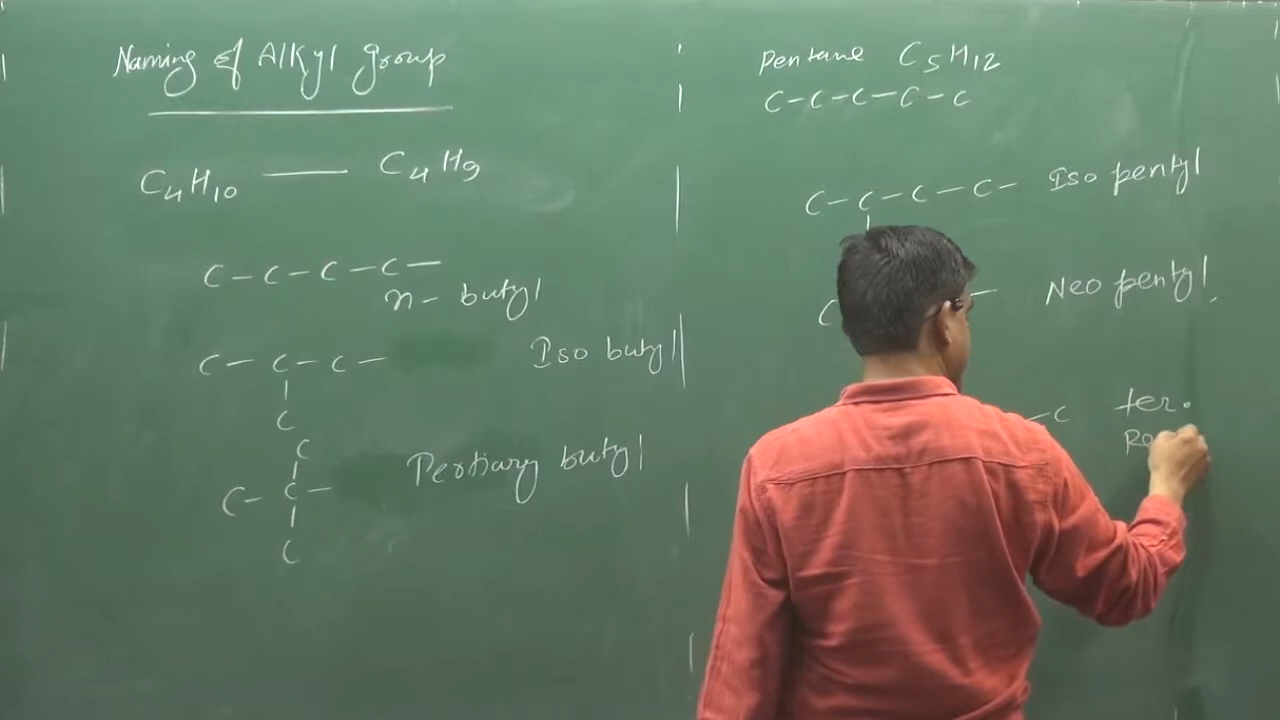 Naming of Alkyl group
C4H10 — C4H9
C-C-C-C-
n- butyl
C-C-C- Iso butyl
C
C
C-C- Pertiary butyl
C
Pentane C5H12
C-C-C-C-C
C-C-C-C- Iso pentyl
C - Neo pentyl.
-C ter.